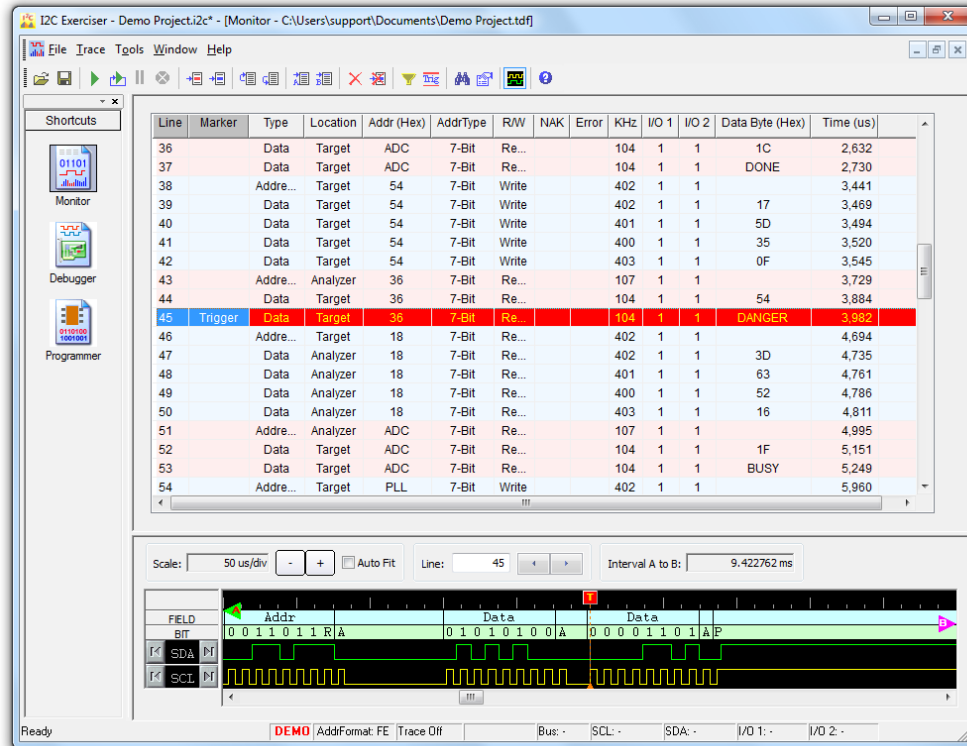 I2C Exerciser - Demo Project.i2c* - [Monitor - C:\Users\support\Documents\Demo Project.tdf]
File Trace Tools Window Help
Trig
Shortcuts
01101
Monitor
Debugger
0110100
1001001
Programmer
Line Marker Type Location Addr (Hex) AddrType R/W NAK Error KHz I/O 1 I/O 2 Data Byte (Hex) Time (us)
36 Data Target ADC 7-Bit Re... 104 1 1 1C 2,632
37 Data Target ADC 7-Bit Re... 104 1 1 DONE 2,730
38 Addre... Target 54 7-Bit Write 402 1 1 3,441
39 Data Target 54 7-Bit Write 402 1 1 17 3,469
40 Data Target 54 7-Bit Write 401 1 1 5D 3,494
41 Data Target 54 7-Bit Write 400 1 1 35 3,520
42 Data Target 54 7-Bit Write 403 1 1 0F 3,545
43 Addre... Analyzer 36 7-Bit Re... 107 1 1 3,729
44 Data Target 36 7-Bit Re... 104 1 1 54 3,884
45 Trigger Data Target 36 7-Bit Re... 104 1 1 DANGER 3,982
46 Addre... Target 18 7-Bit Re... 402 1 1 4,694
47 Data Analyzer 18 7-Bit Re... 402 1 1 3D 4,735
48 Data Analyzer 18 7-Bit Re... 401 1 1 63 4,761
49 Data Analyzer 18 7-Bit Re... 400 1 1 52 4,786
50 Data Analyzer 18 7-Bit Re... 403 1 1 16 4,811
51 Addre... Analyzer ADC 7-Bit Re... 107 1 1 4,995
52 Data Target ADC 7-Bit Re... 104 1 1 1F 5,151
53 Data Target ADC 7-Bit Re... 104 1 1 BUSY 5,249
54 Addre... Target PLL 7-Bit Write 402 1 1 5,960
Scale: 50 us/div - + Auto Fit Line: 45 Interval A to B: 9.422762 ms
T
A B
FIELD Addr Data Data
BIT 0 0 1 1 0 1 1 R A 0 1 0 1 0 1 0 0 A 0 0 0 0 1 1 0 1 A P
SDA
SCL
Ready DEMO AddrFormat: FE Trace Off Bus: - SCL: - SDA: - I/O 1: - I/O 2: -